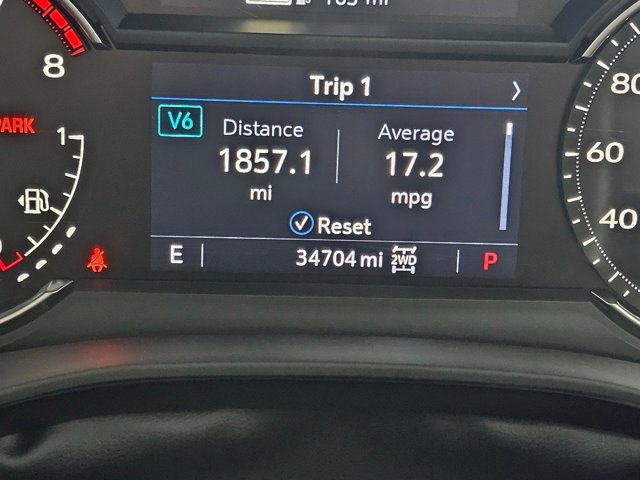 8
PARK
1
Trip 1
V6
Distance
Average
1857.1
17.2
mi
mpg
Reset
E
34704 mi
2WD
P
80
60
40